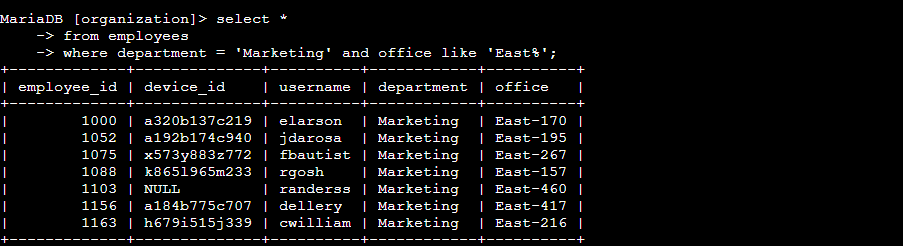 MariaDB [organization]> select *
    -> from employees
    -> where department = 'Marketing' and office like 'East%';
+-------------+--------------+----------+------------+----------+
| employee_id | device_id    | username | department | office   |
+-------------+--------------+----------+------------+----------+
|        1000 | a320b137c219 | elarson  | Marketing  | East-170 |
|        1052 | a192b174c940 | jdarosa  | Marketing  | East-195 |
|        1075 | x573y883z772 | fbautist | Marketing  | East-267 |
|        1088 | k865l965m233 | rgosh    | Marketing  | East-157 |
|        1103 | NULL         | randerss | Marketing  | East-460 |
|        1156 | a184b775c707 | dellery  | Marketing  | East-417 |
|        1163 | h679i515j339 | cwilliam | Marketing  | East-216 |
+-------------+--------------+----------+------------+----------+